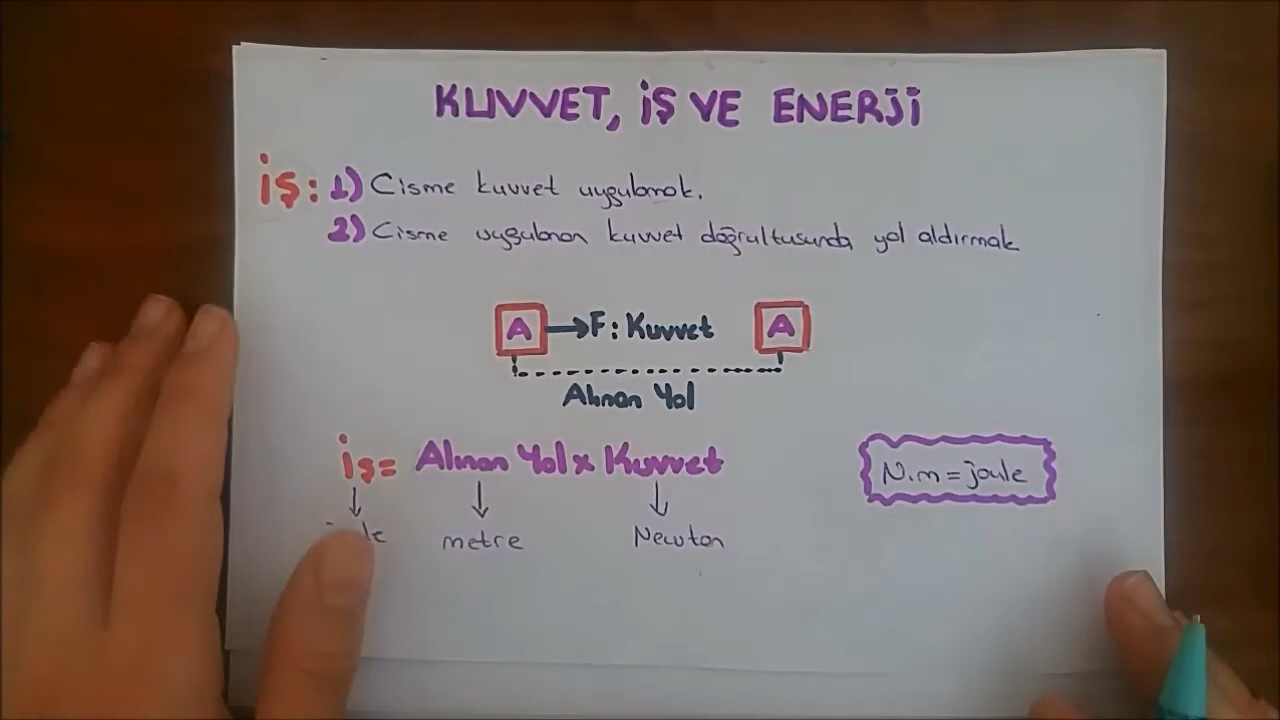 KUVVET, İŞ VE ENERJİ
İŞ: 1) Cisme kuvvet uygulamak.
2) Cisme uygulanan kuvvet doğrultusunda yol aldırmak
A → F: Kuvvet A
Alınan Yol
İş = Alınan Yol x Kuvvet
N.m = joule
metre Newton